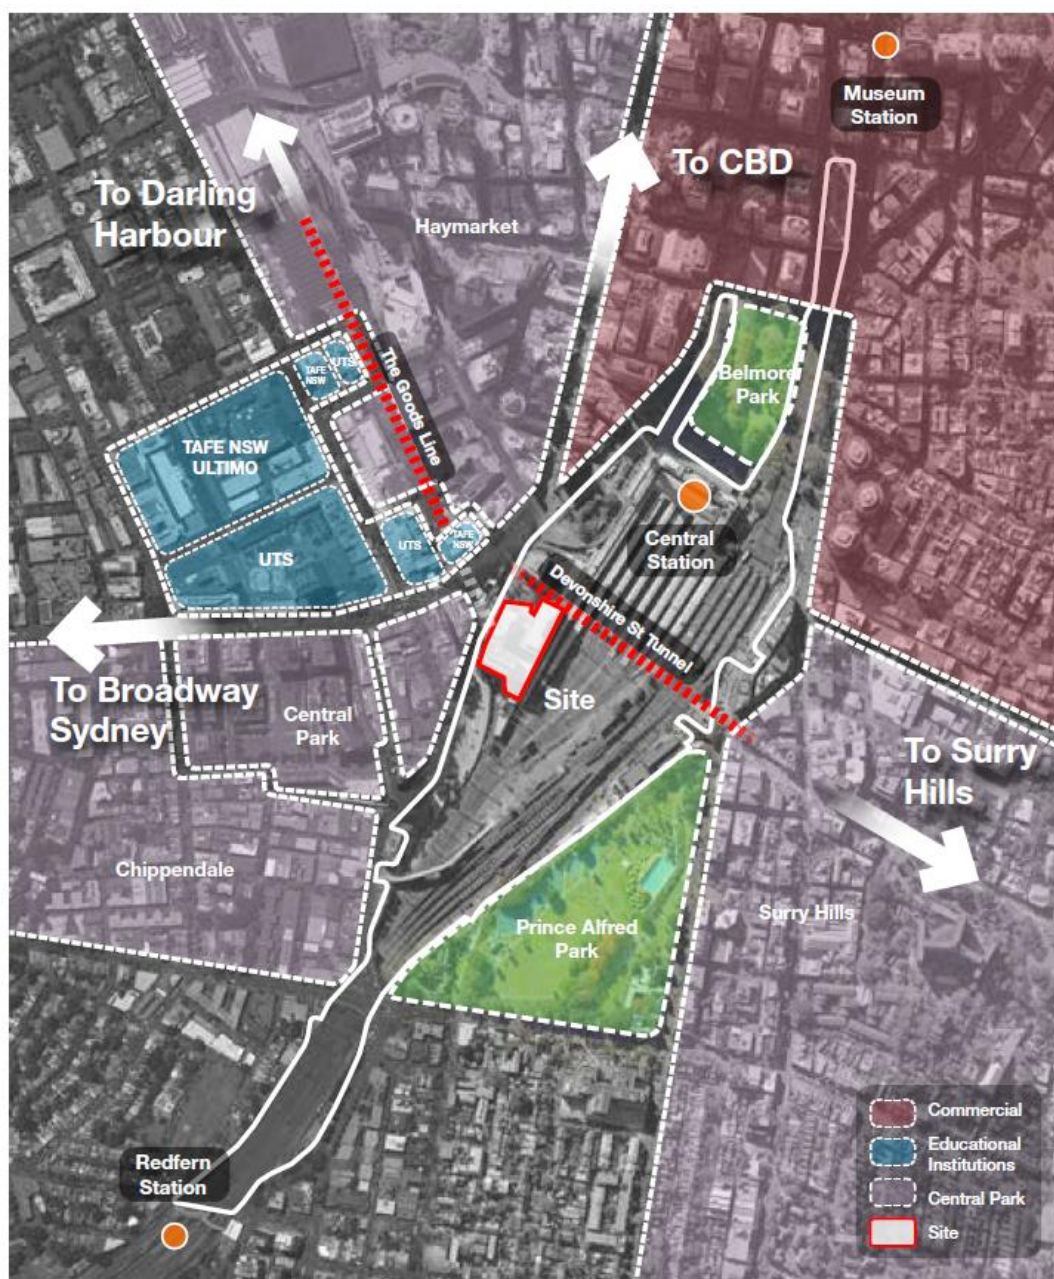 Museum
Station
To CBD
To Darling
Harbour
Haymarket
The Goods Line
UTS
TAFE
NSW
Belmore
Park
TAFE NSW
ULTIMO
UTS
UTS
TAFE
NSW
Central
Station
Devonshire St Tunnel
Site
To Broadway
Sydney
Central
Park
To Surry
Hills
Chippendale
Surry Hills
Prince Alfred
Park
Redfern
Station
Commercial
Educational
Institutions
Central Park
Site